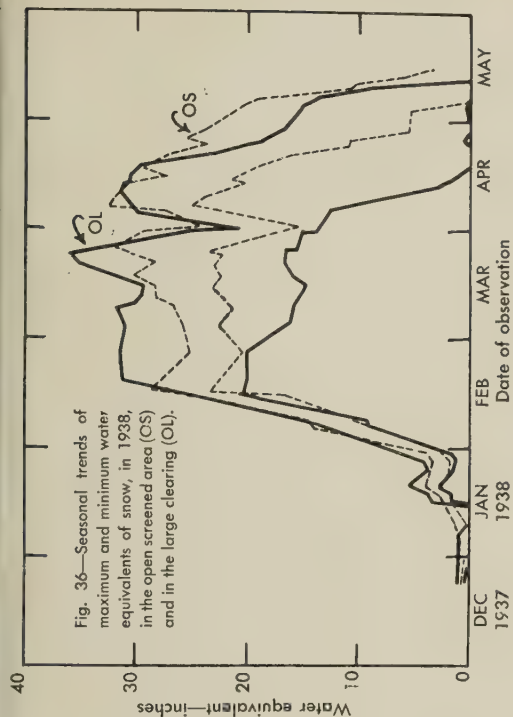 Fig. 36—Seasonal trends of
maximum and minimum water
equivalents of snow, in 1938,
in the open screened area (OS)
and in the large clearing (OL).
OL
OS
Water equivalent—inches
40
30
20
10
0
DEC JAN FEB MAR APR MAY
1937 1938
Date of observation